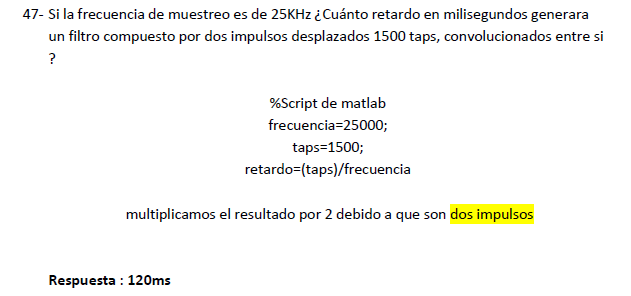 47- Si la frecuencia de muestreo es de 25KHz ¿Cuánto retardo en milisegundos generara
un filtro compuesto por dos impulsos desplazados 1500 taps, convolucionados entre si
?
%Script de matlab
frecuencia=25000;
taps=1500;
retardo=(taps)/frecuencia
multiplicamos el resultado por 2 debido a que son dos impulsos
Respuesta : 120ms